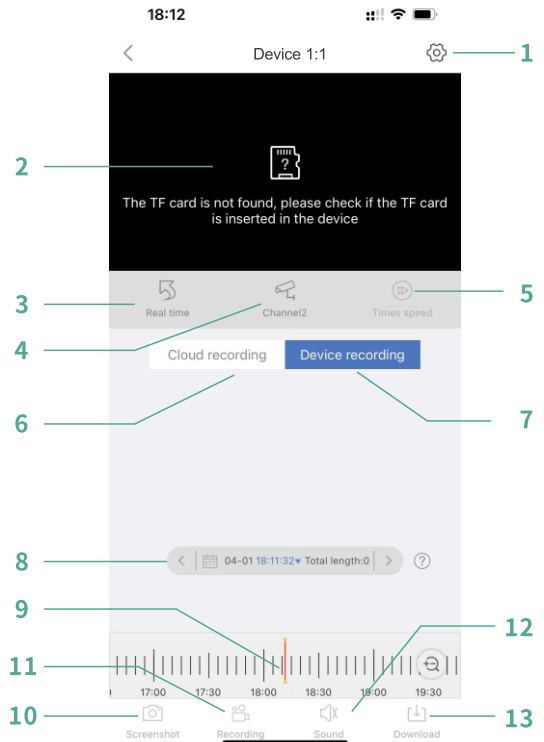 18:12
Device 1:1
1
2
The TF card is not found, please check if the TF card
is inserted in the device
3
Real time
Channel2
Times speed
5
4
Cloud recording
Device recording
6
7
8
04-01 18:11:32 Total length:0
?
9
12
11
17:00 17:30 18:00 18:30 19:00 19:30
10
Screenshot
Recording
Sound
Download
13